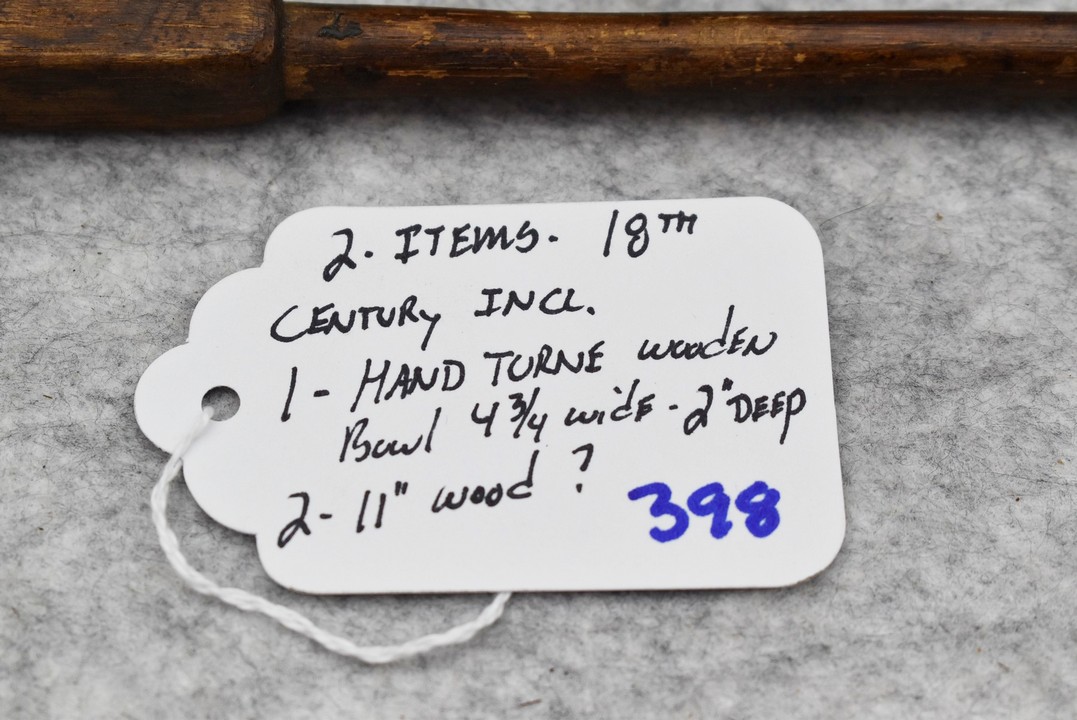 2. ITEMS. 18TH
CENTURY INCL.
1 - HAND TURNE wooden
Bowl 4 3/4 wide - 2" DEEP
2 - 11" wood ?
398